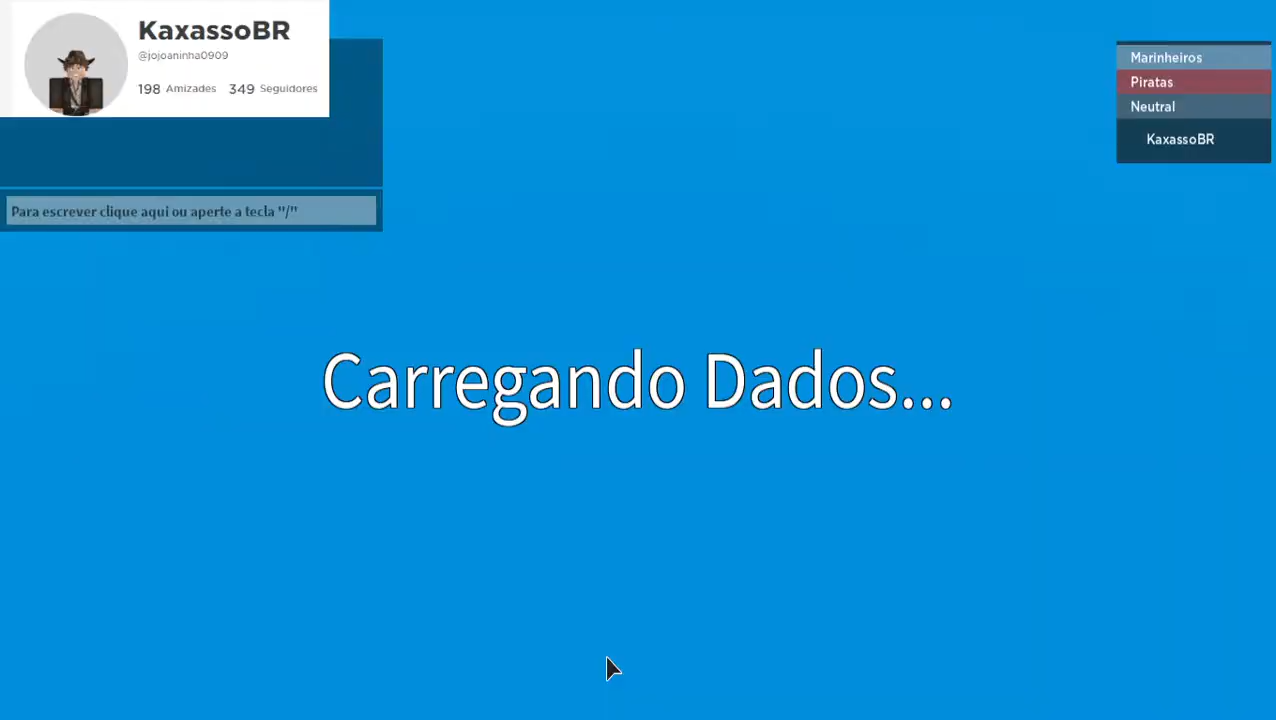 KaxassoBR
@jojoaninha0909
198 Amizades 349 Seguidores
Para escrever clique aqui ou aperte a tecla "/"
Marinheiros
Piratas
Neutral
KaxassoBR
Carregando Dados...